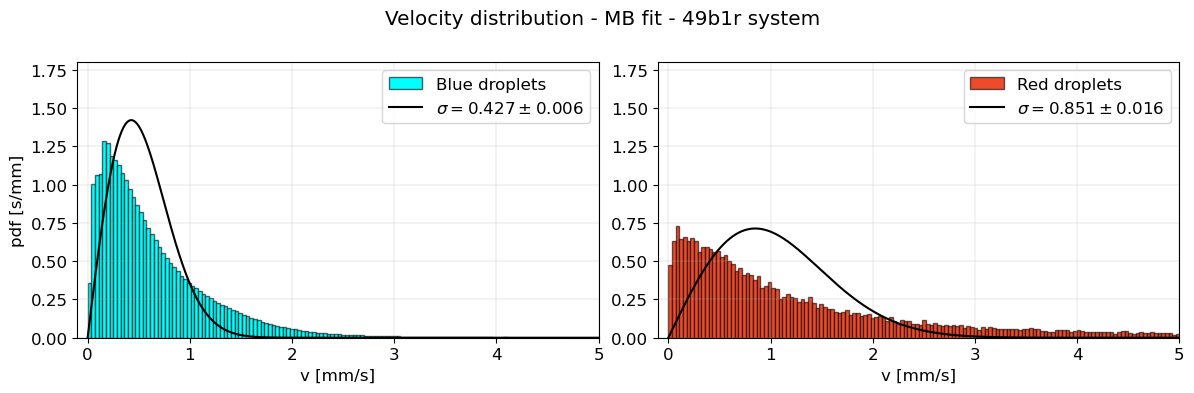 Velocity distribution - MB fit - 49b1r system
pdf [s/mm]
1.75
1.50
1.25
1.00
0.75
0.50
0.25
0.00
0 1 2 3 4 5
v [mm/s]
Blue droplets
σ = 0.427 ± 0.006
1.75
1.50
1.25
1.00
0.75
0.50
0.25
0.00
0 1 2 3 4 5
v [mm/s]
Red droplets
σ = 0.851 ± 0.016